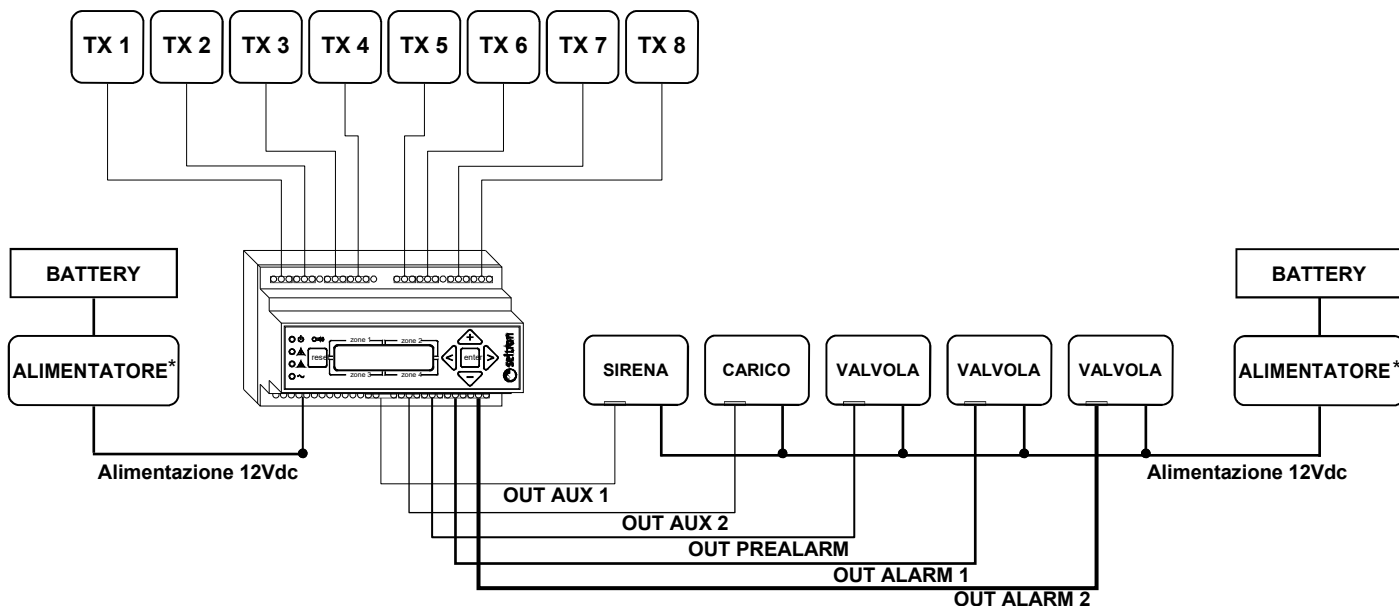 TX 1 TX 2 TX 3 TX 4 TX 5 TX 6 TX 7 TX 8
BATTERY
BATTERY
ALIMENTATORE*
zone 1 zone 2
rese
enter
+
< >
−
seitron
zone 3 zone 4
SIRENA CARICO VALVOLA VALVOLA VALVOLA
ALIMENTATORE*
Alimentazione 12Vdc
Alimentazione 12Vdc
OUT AUX 1
OUT AUX 2
OUT PREALARM
OUT ALARM 1
OUT ALARM 2